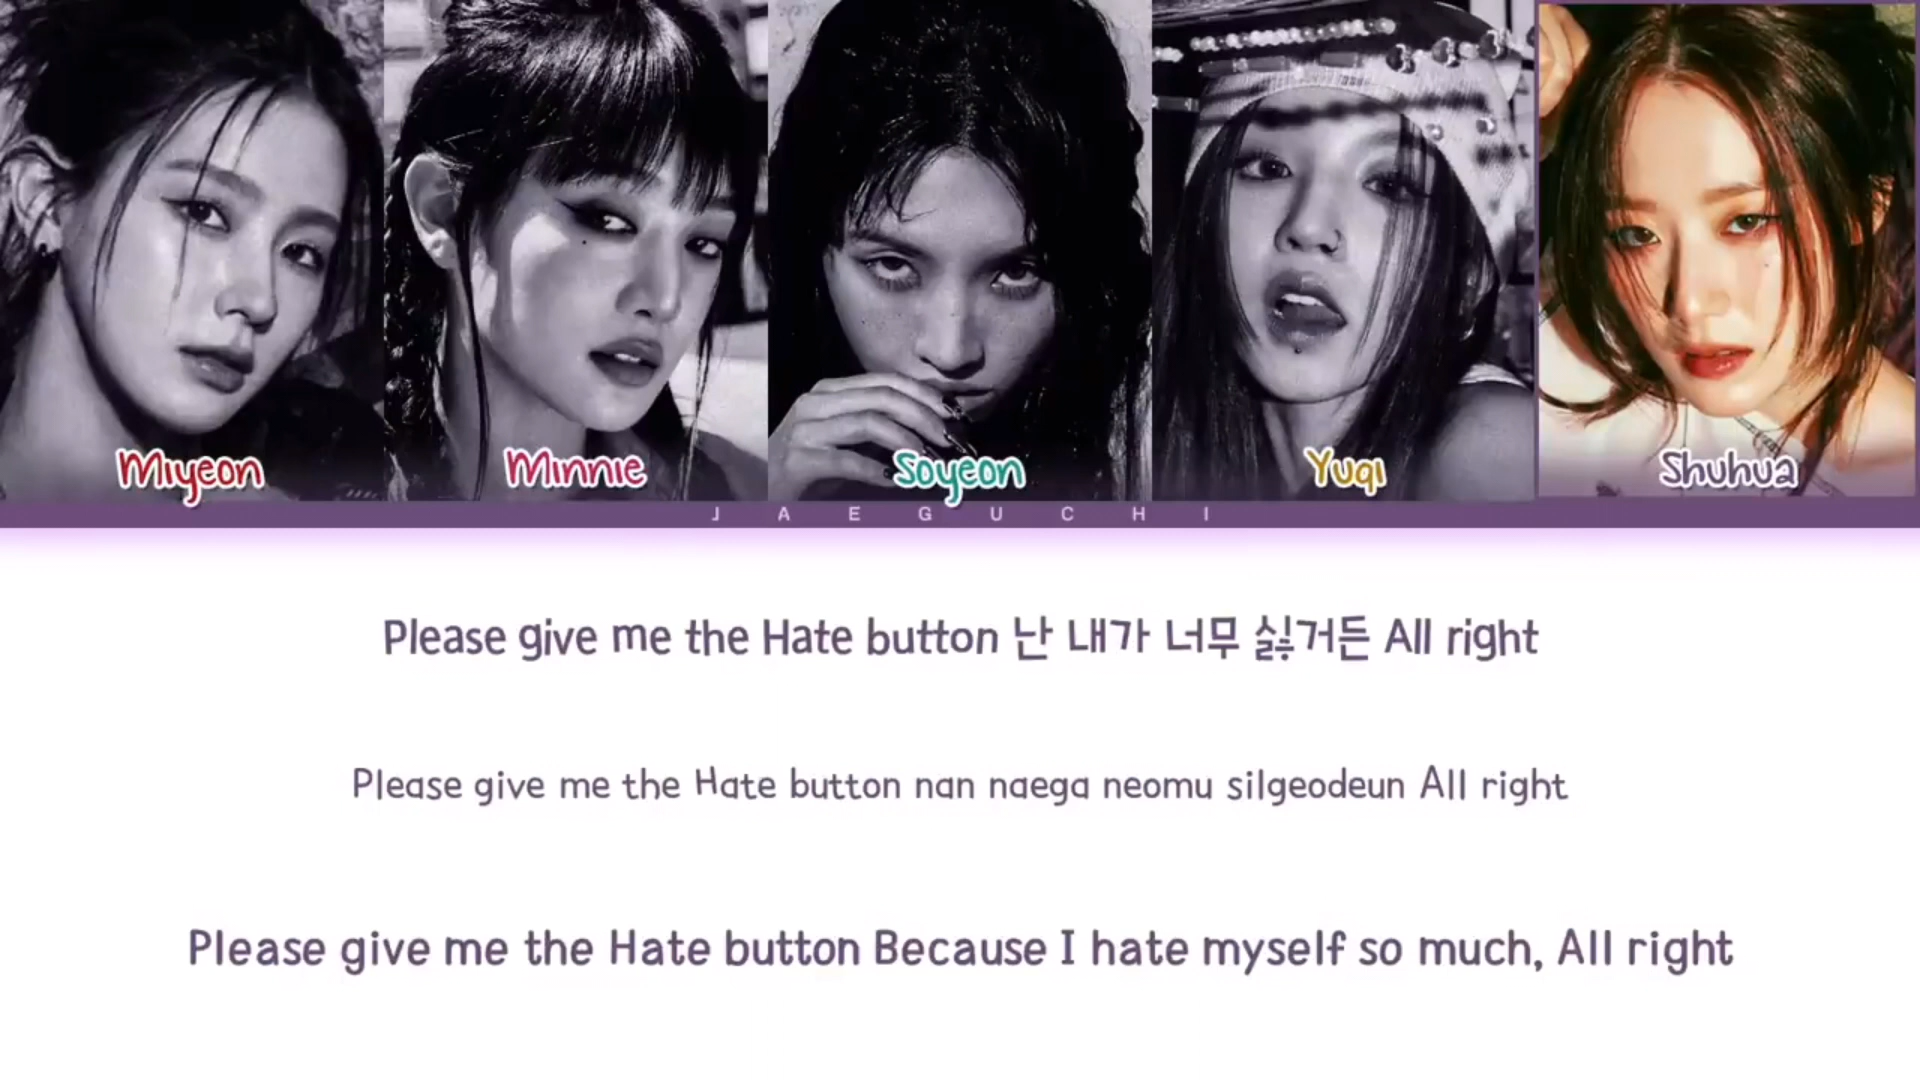 Miyeon
Minnie
Soyeon
Yuqi
Shuhua
JAEGUCHI
Please give me the Hate button 난 내가 너무 싫거든 All right
Please give me the Hate button nan naega neomu silgeodeun All right
Please give me the Hate button Because I hate myself so much, All right